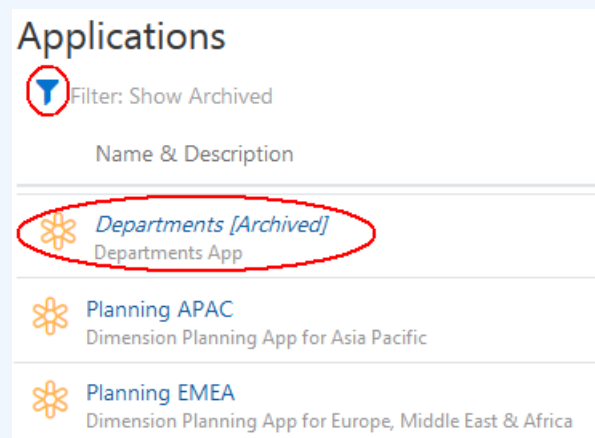 Applications
Filter: Show Archived
Name & Description
Departments [Archived]
Departments App
Planning APAC
Dimension Planning App for Asia Pacific
Planning EMEA
Dimension Planning App for Europe, Middle East & Africa